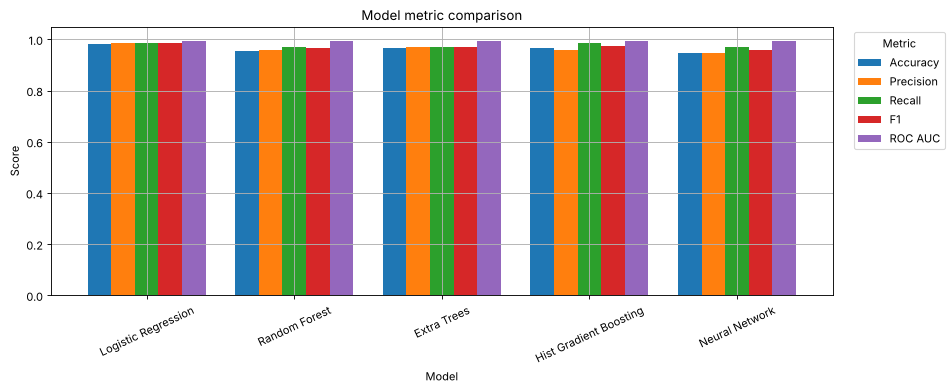 Model metric comparison
1.0
0.8
0.6
0.4
0.2
0.0
Score
Logistic Regression
Random Forest
Extra Trees
Hist Gradient Boosting
Neural Network
Model
Metric
Accuracy
Precision
Recall
F1
ROC AUC